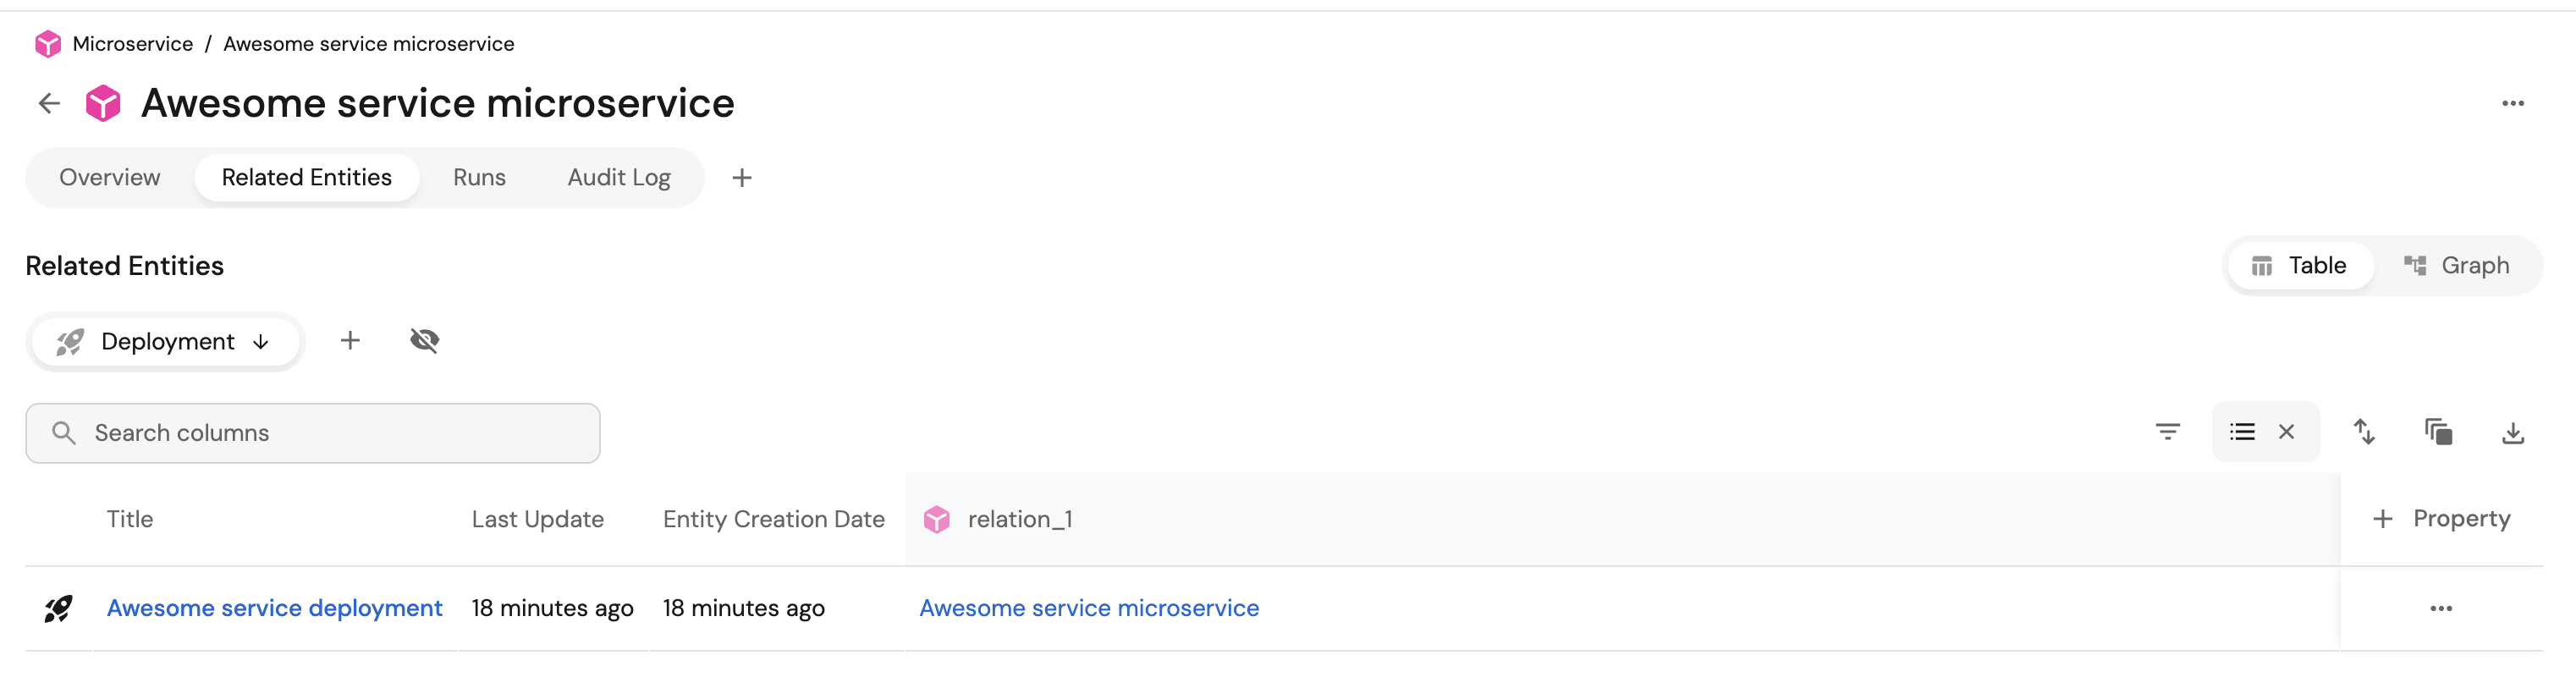 Microservice / Awesome service microservice
Awesome service microservice
Overview Related Entities Runs Audit Log
Related Entities Table Graph
Deployment
Search columns
Title Last Update Entity Creation Date relation_1 Property
Awesome service deployment 18 minutes ago 18 minutes ago Awesome service microservice